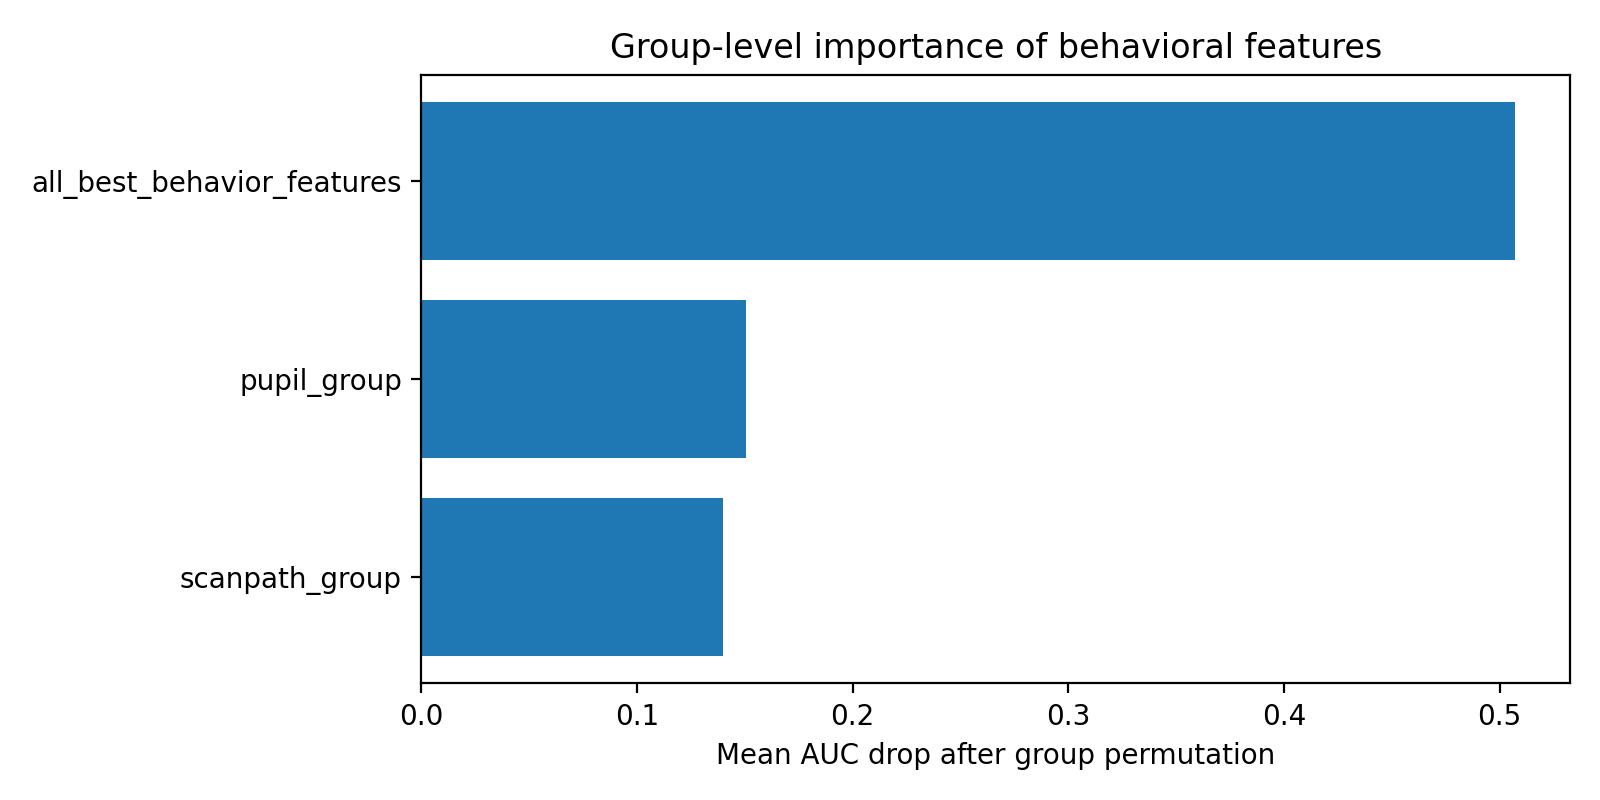 Group-level importance of behavioral features
all_best_behavior_features
pupil_group
scanpath_group
0.0 0.1 0.2 0.3 0.4 0.5
Mean AUC drop after group permutation